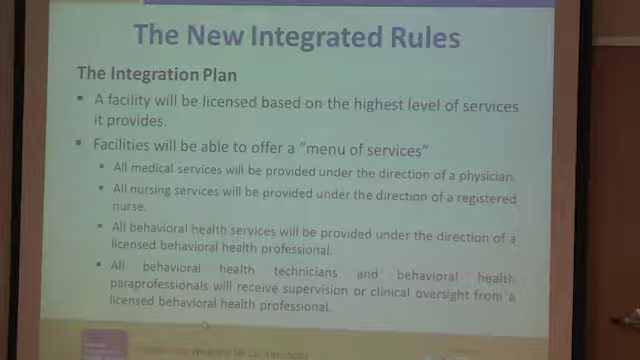 The New Integrated Rules
The Integration Plan
▪ A facility will be licensed based on the highest level of services
it provides.
▪ Facilities will be able to offer a "menu of services"
▪ All medical services will be provided under the direction of a physician.
▪ All nursing services will be provided under the direction of a registered
nurse.
▪ All behavioral health services will be provided under the direction of a
licensed behavioral health professional.
▪ All behavioral health technicians and behavioral health
paraprofessionals will receive supervision or clinical oversight from a
licensed behavioral health professional.